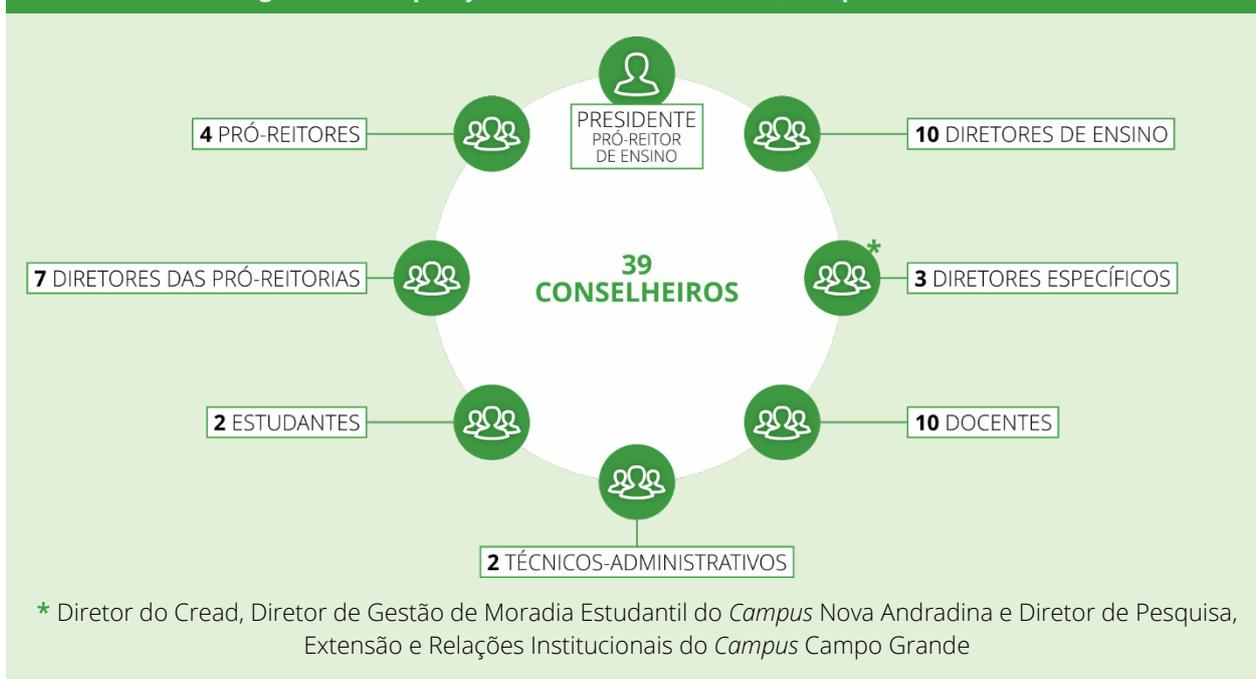 PRESIDENTE
PRÓ-REITOR
DE ENSINO
4 PRÓ-REITORES
10 DIRETORES DE ENSINO
7 DIRETORES DAS PRÓ-REITORIAS
39
CONSELHEIROS
*
3 DIRETORES ESPECÍFICOS
2 ESTUDANTES
10 DOCENTES
2 TÉCNICOS-ADMINISTRATIVOS
* Diretor do Cread, Diretor de Gestão de Moradia Estudantil do Campus Nova Andradina e Diretor de Pesquisa,
Extensão e Relações Institucionais do Campus Campo Grande